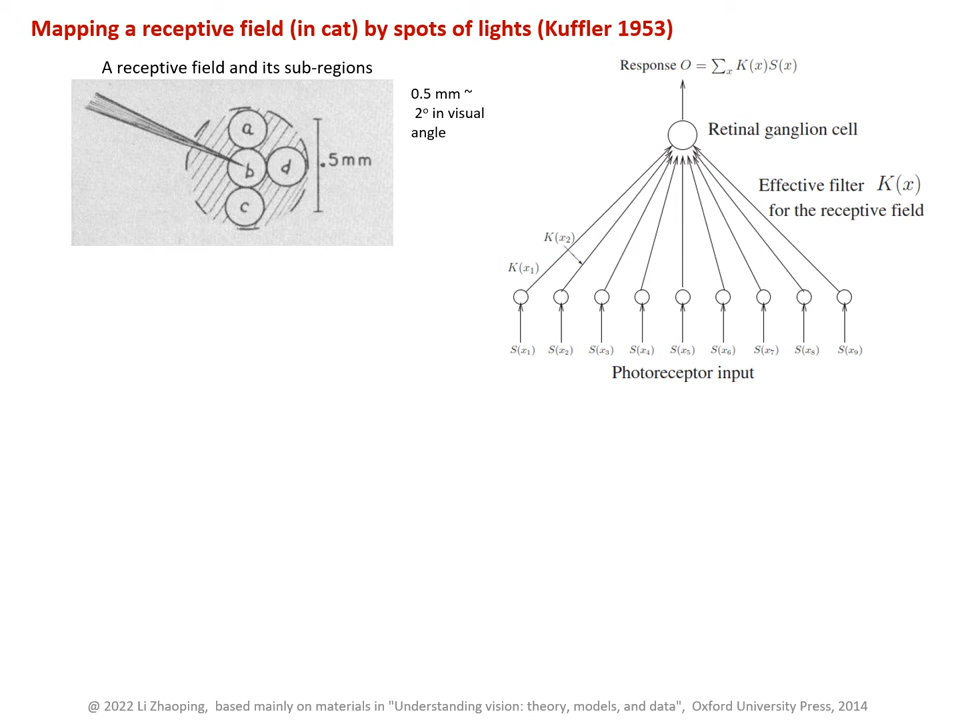 Mapping a receptive field (in cat) by spots of lights (Kuffler 1953)
A receptive field and its sub-regions
a
b
d
c
.5mm
0.5 mm ~
2° in visual
angle
Response O = ∑ₓ K(x)S(x)
Retinal ganglion cell
Effective filter K(x)
for the receptive field
K(x₂)
K(x₁)
S(x₁) S(x₂) S(x₃) S(x₄) S(x₅) S(x₆) S(x₇) S(x₈) S(x₉)
Photoreceptor input
@ 2022 Li Zhaoping, based mainly on materials in "Understanding vision: theory, models, and data", Oxford University Press, 2014